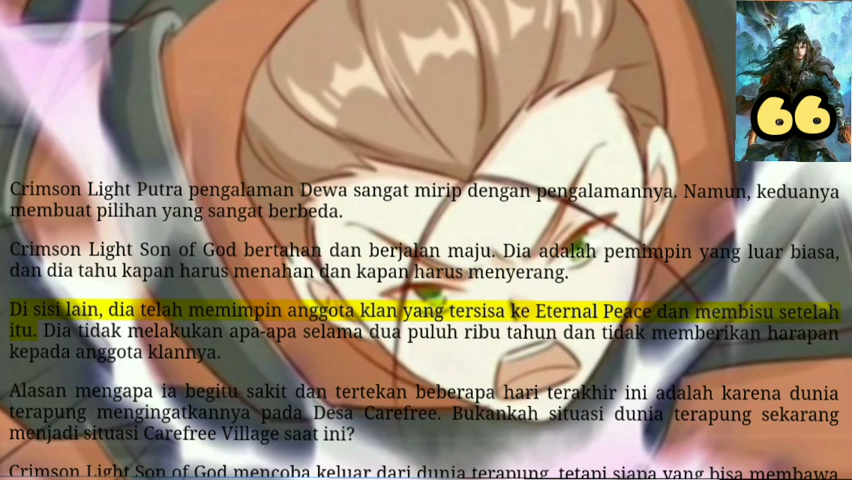 66
Crimson Light Putra pengalaman Dewa sangat mirip dengan pengalamannya. Namun, keduanya
membuat pilihan yang sangat berbeda.
Crimson Light Son of God bertahan dan berjalan maju. Dia adalah pemimpin yang luar biasa,
dan dia tahu kapan harus menahan dan kapan harus menyerang.
Di sisi lain, dia telah memimpin anggota klan yang tersisa ke Eternal Peace dan membisu setelah
itu. Dia tidak melakukan apa-apa selama dua puluh ribu tahun dan tidak memberikan harapan
kepada anggota klannya.
Alasan mengapa ia begitu sakit dan tertekan beberapa hari terakhir ini adalah karena dunia
terapung mengingatkannya pada Desa Carefree. Bukankah situasi dunia terapung sekarang
menjadi situasi Carefree Village saat ini?
Crimson Light Son of God mencoba keluar dari dunia terapung, tetapi siapa yang bisa membawa